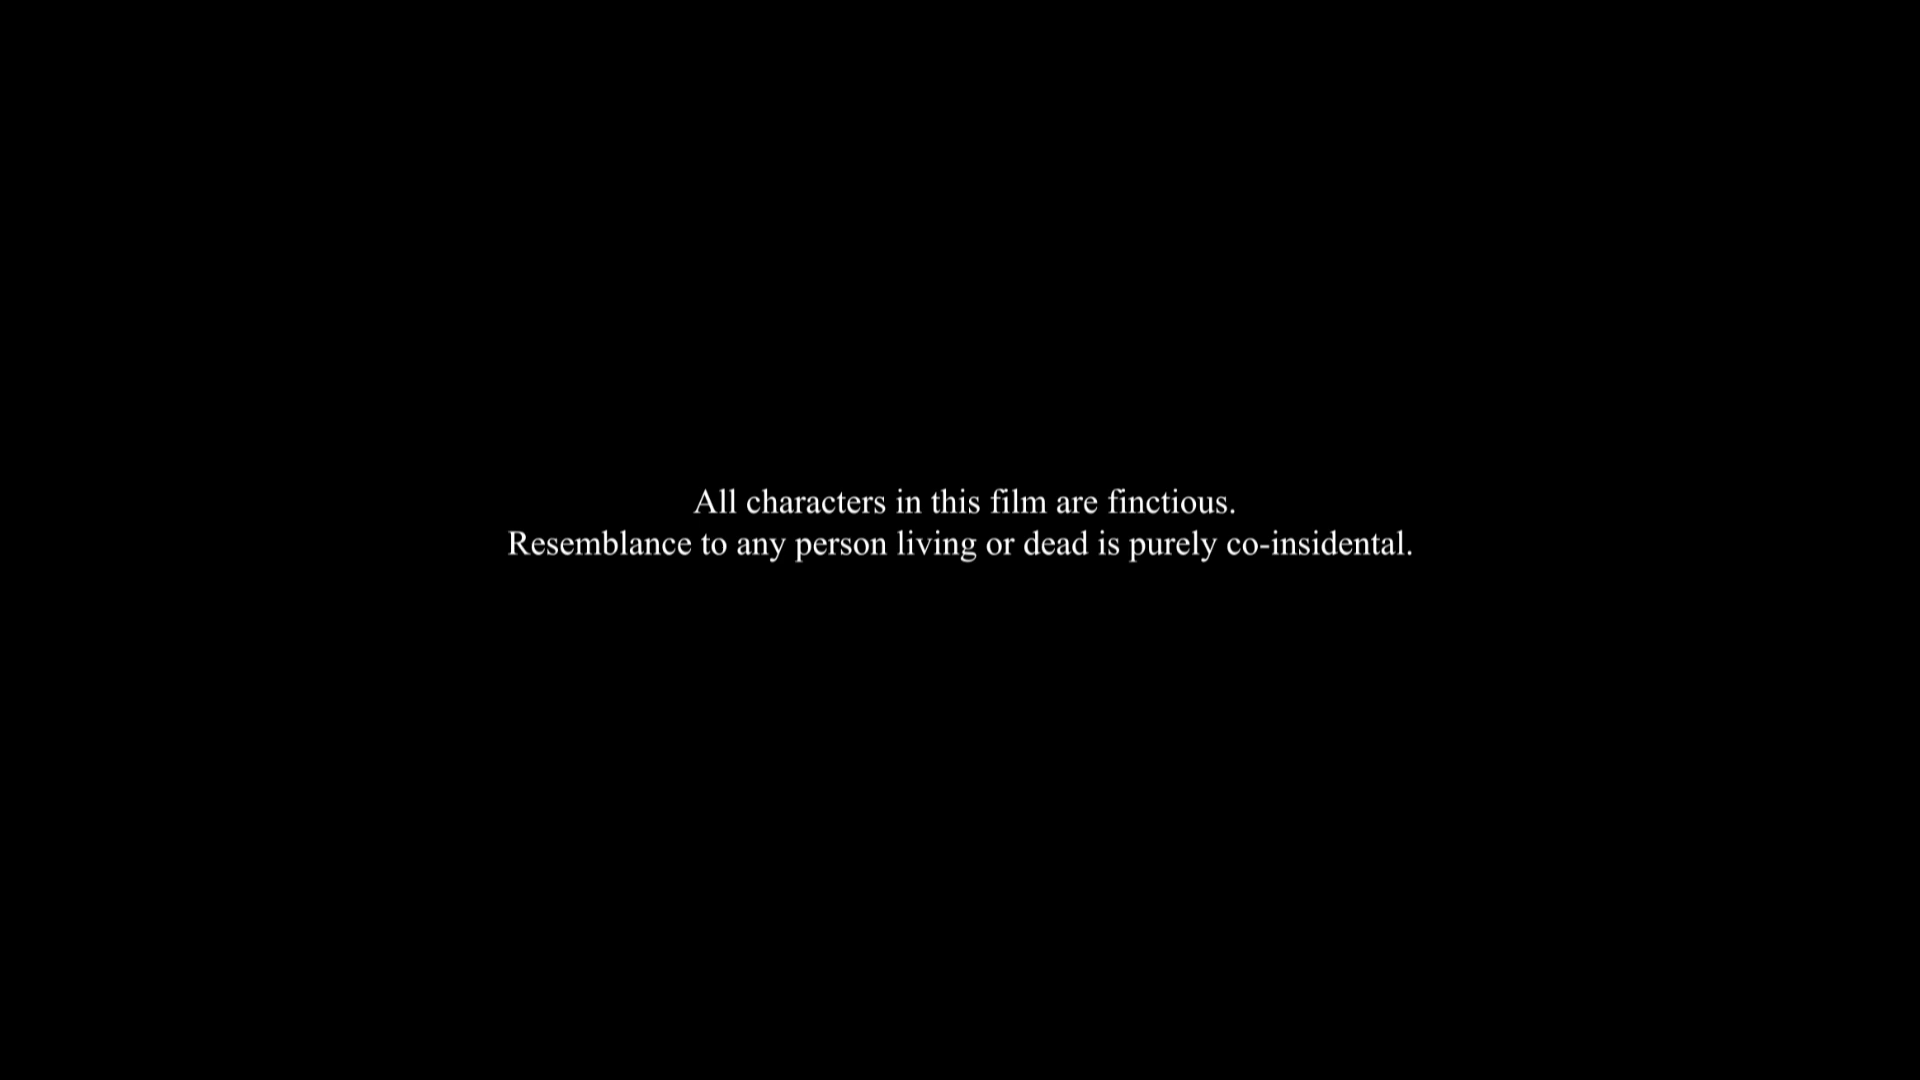 All characters in this film are finctious.
Resemblance to any person living or dead is purely co-insidental.